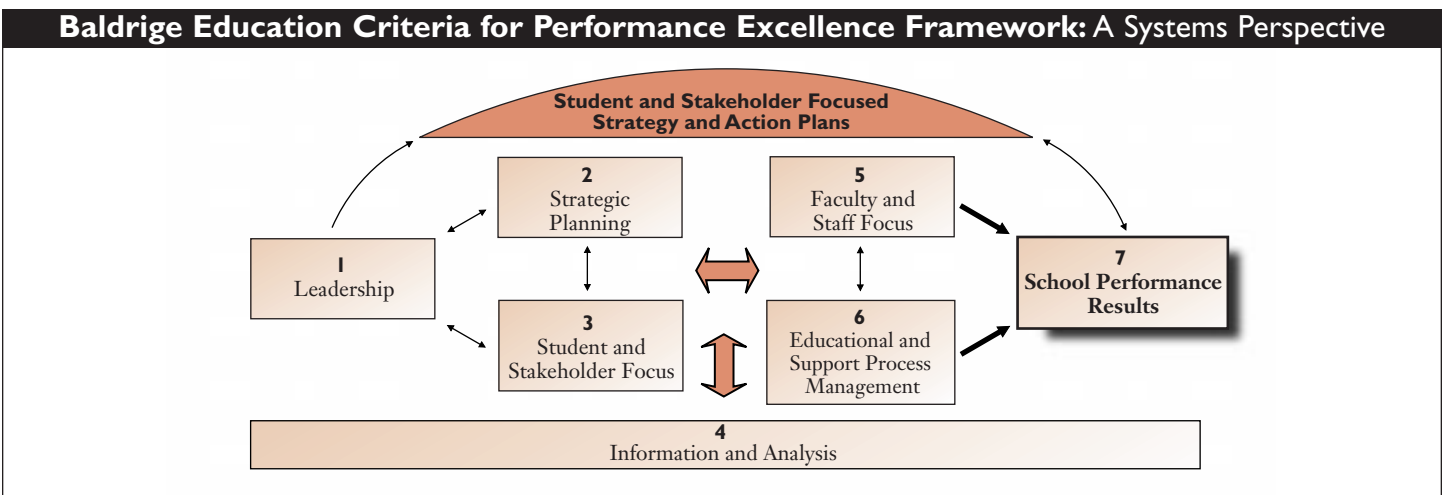 Baldrige Education Criteria for Performance Excellence Framework: A Systems Perspective
Student and Stakeholder Focused
Strategy and Action Plans
1
Leadership
2
Strategic
Planning
3
Student and
Stakeholder Focus
5
Faculty and
Staff Focus
6
Educational and
Support Process
Management
7
School Performance
Results
4
Information and Analysis